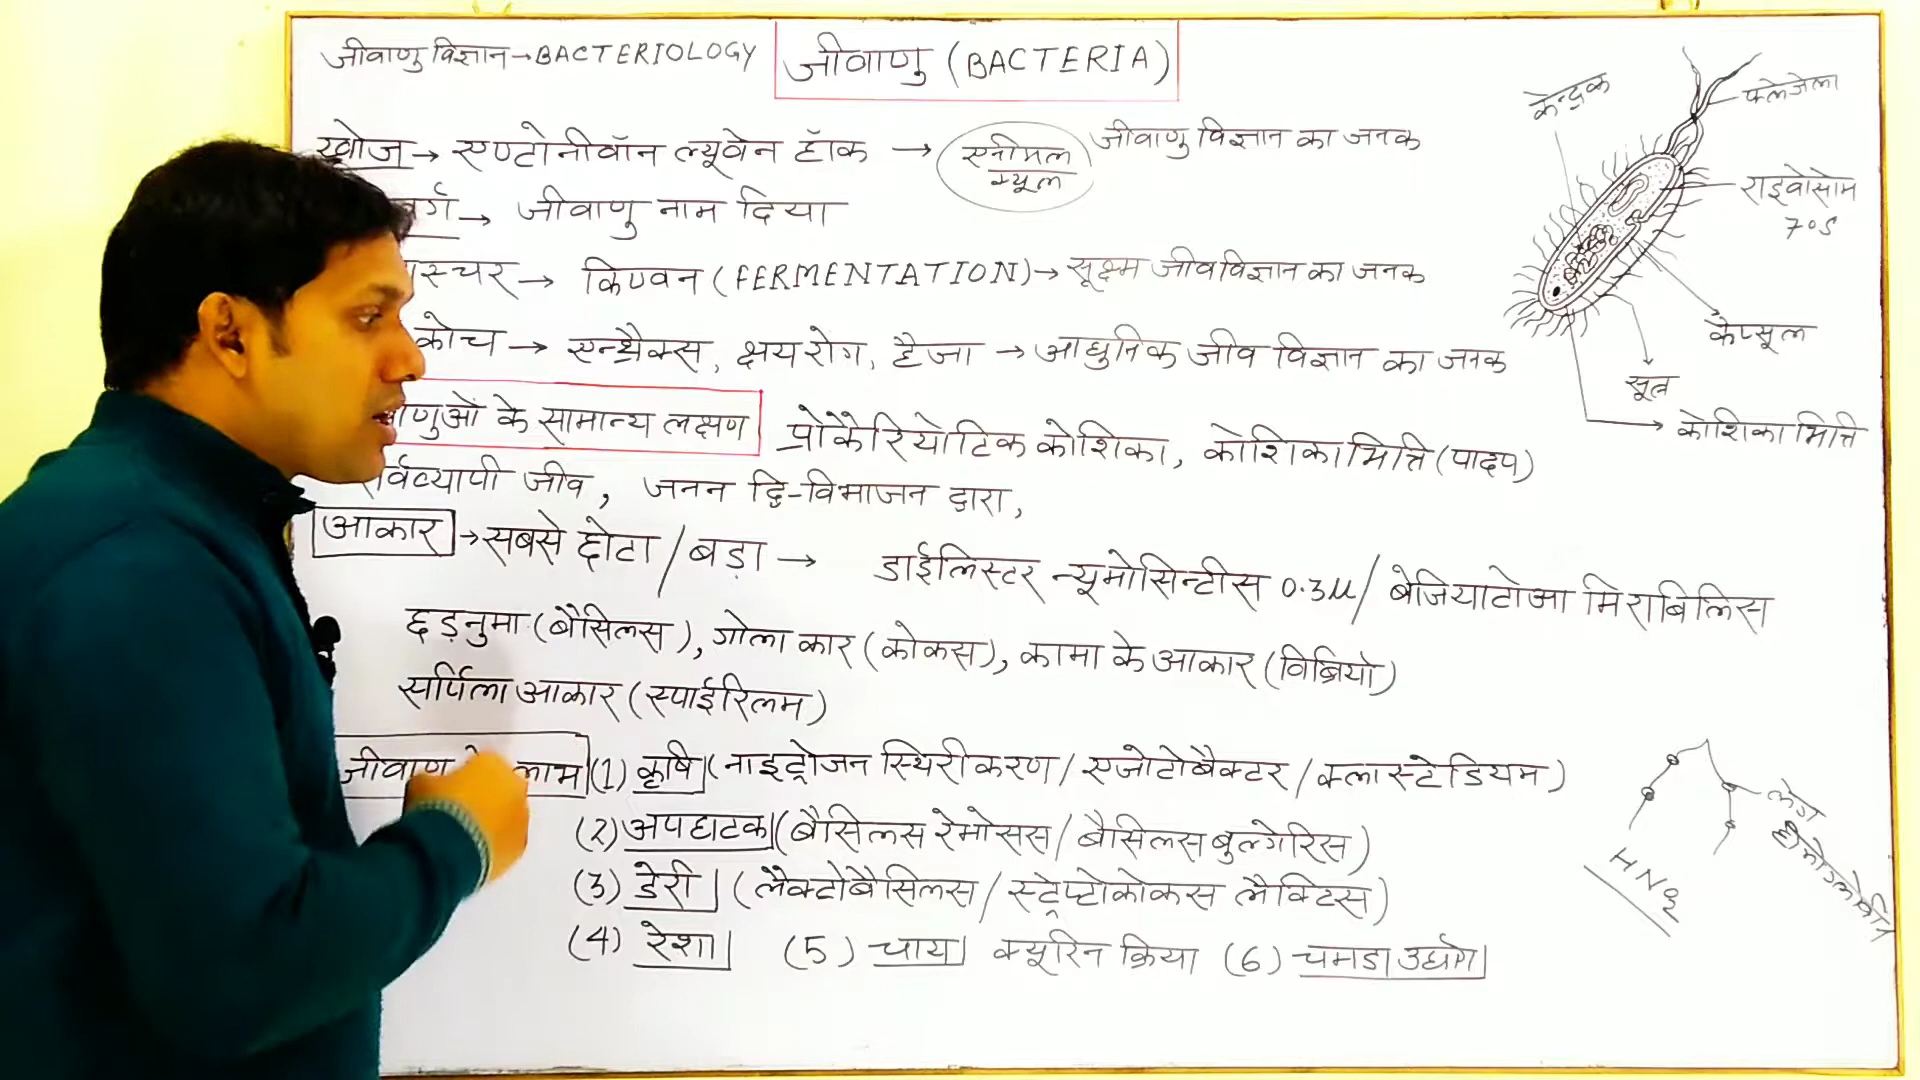 जीवाणु विज्ञान → BACTERIOLOGY
जीवाणु (BACTERIA)
खोज → एण्टोनीवॉन ल्यूवेन हॉक → एनीमल क्यूल जीवाणु विज्ञान का जनक
बर्ग → जीवाणु नाम दिया
स्चर → किण्वन (FERMENTATION) → सूक्ष्म जीवविज्ञान का जनक
कोच → एन्थ्रैक्स, क्षयरोग, हैजा → आधुनिक जीव विज्ञान का जनक
णुओं के सामान्य लक्षण प्रोकैरियोटिक कोशिका, कोशिकाभित्ति (पादप)
र्वव्यापी जीव, जनन द्वि-विभाजन द्वारा,
आकार → सबसे छोटा / बड़ा → डाईलिस्टर न्यूमोसिन्टीस 0.3μ / बेजियाटोआ मिराबिलिस
छड़नुमा (बैसिलस), गोलाकार (कोकस), कामा के आकार (विब्रियो)
सर्पिला आकार (स्पाईरिलम)
जीवाणु लाभ (1) कृषि (नाइट्रोजन स्थिरीकरण / एजोटोबैक्टर / क्लास्टेडियम)
(2) अपघटक (बैसिलस रेमोसस / बैसिलस बुल्गेरिस)
(3) डेरी (लैक्टोबैसिलस / स्ट्रेप्टोकोकस लैक्टिस)
(4) रेशा (5) चाय क्यूरिन क्रिया (6) चमडा उद्योग
केन्द्रक
फ्लेजेला
राइबोसोम
70S
कैप्सूल
सूत्र
कोशिकाभित्ति